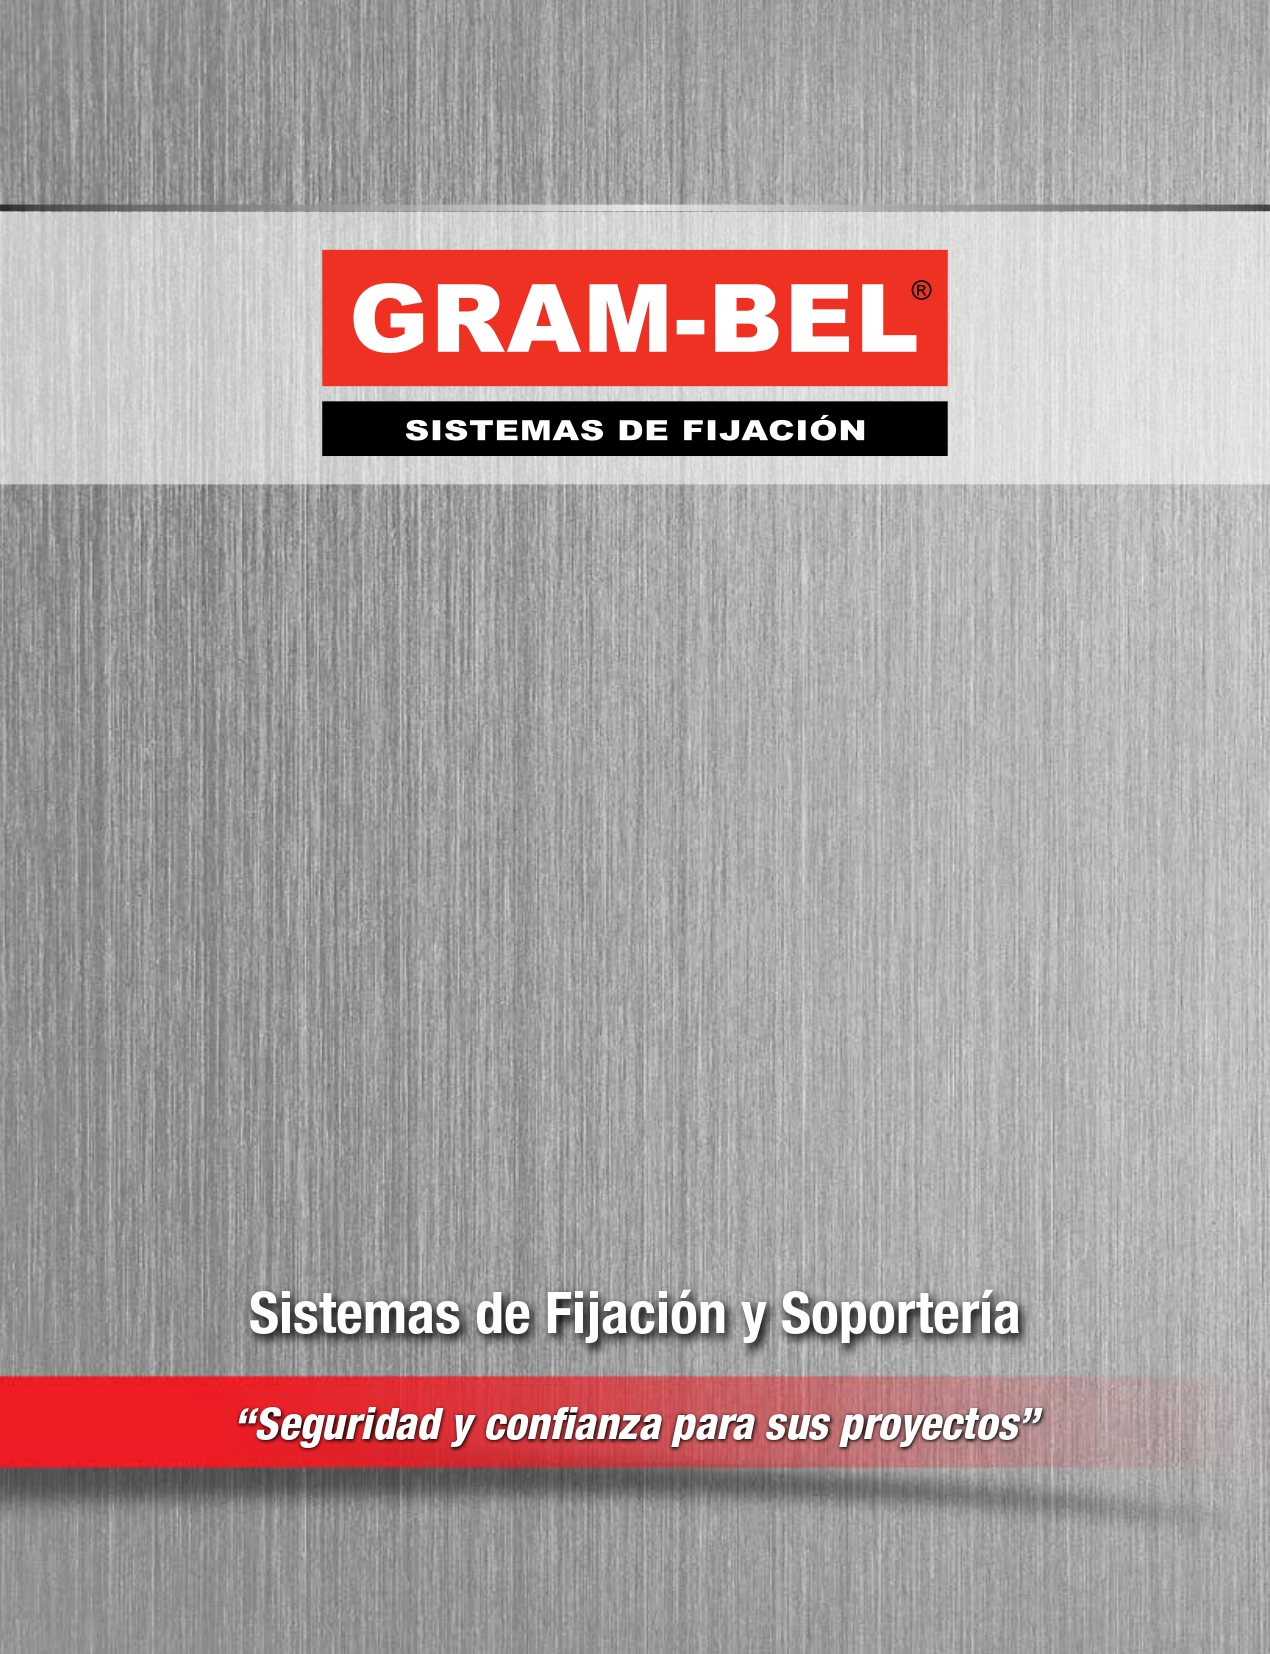 GRAM-BEL®
SISTEMAS DE FIJACIÓN
Sistemas de Fijación y Soportería
“Seguridad y confianza para sus proyectos”